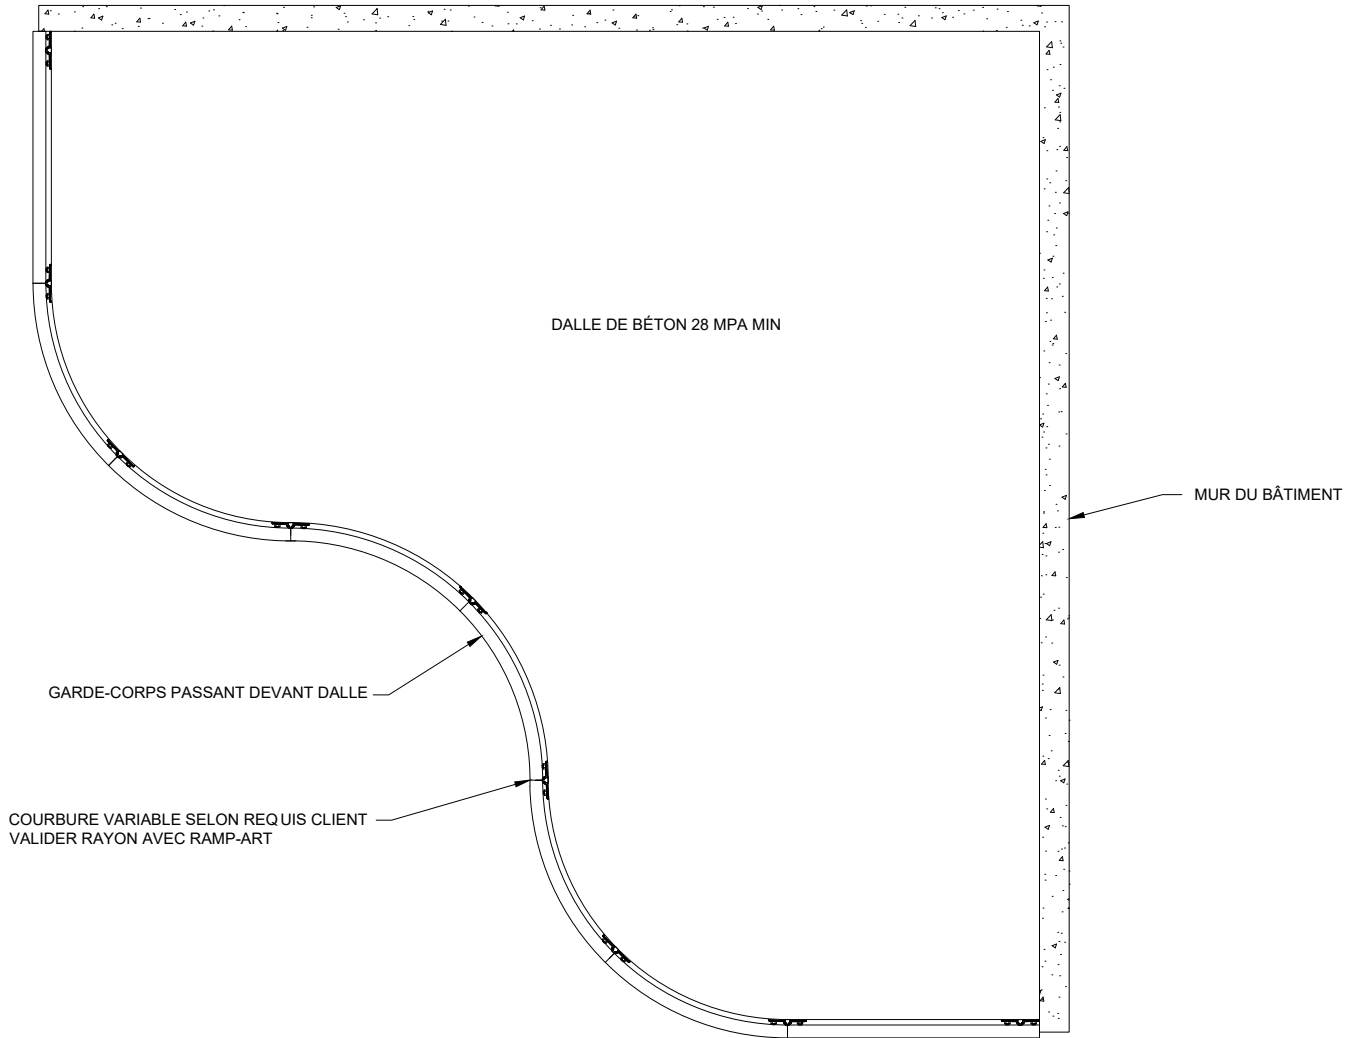 DALLE DE BÉTON 28 MPA MIN
MUR DU BÂTIMENT
GARDE-CORPS PASSANT DEVANT DALLE
COURBURE VARIABLE SELON REQUIS CLIENT
VALIDER RAYON AVEC RAMP-ART